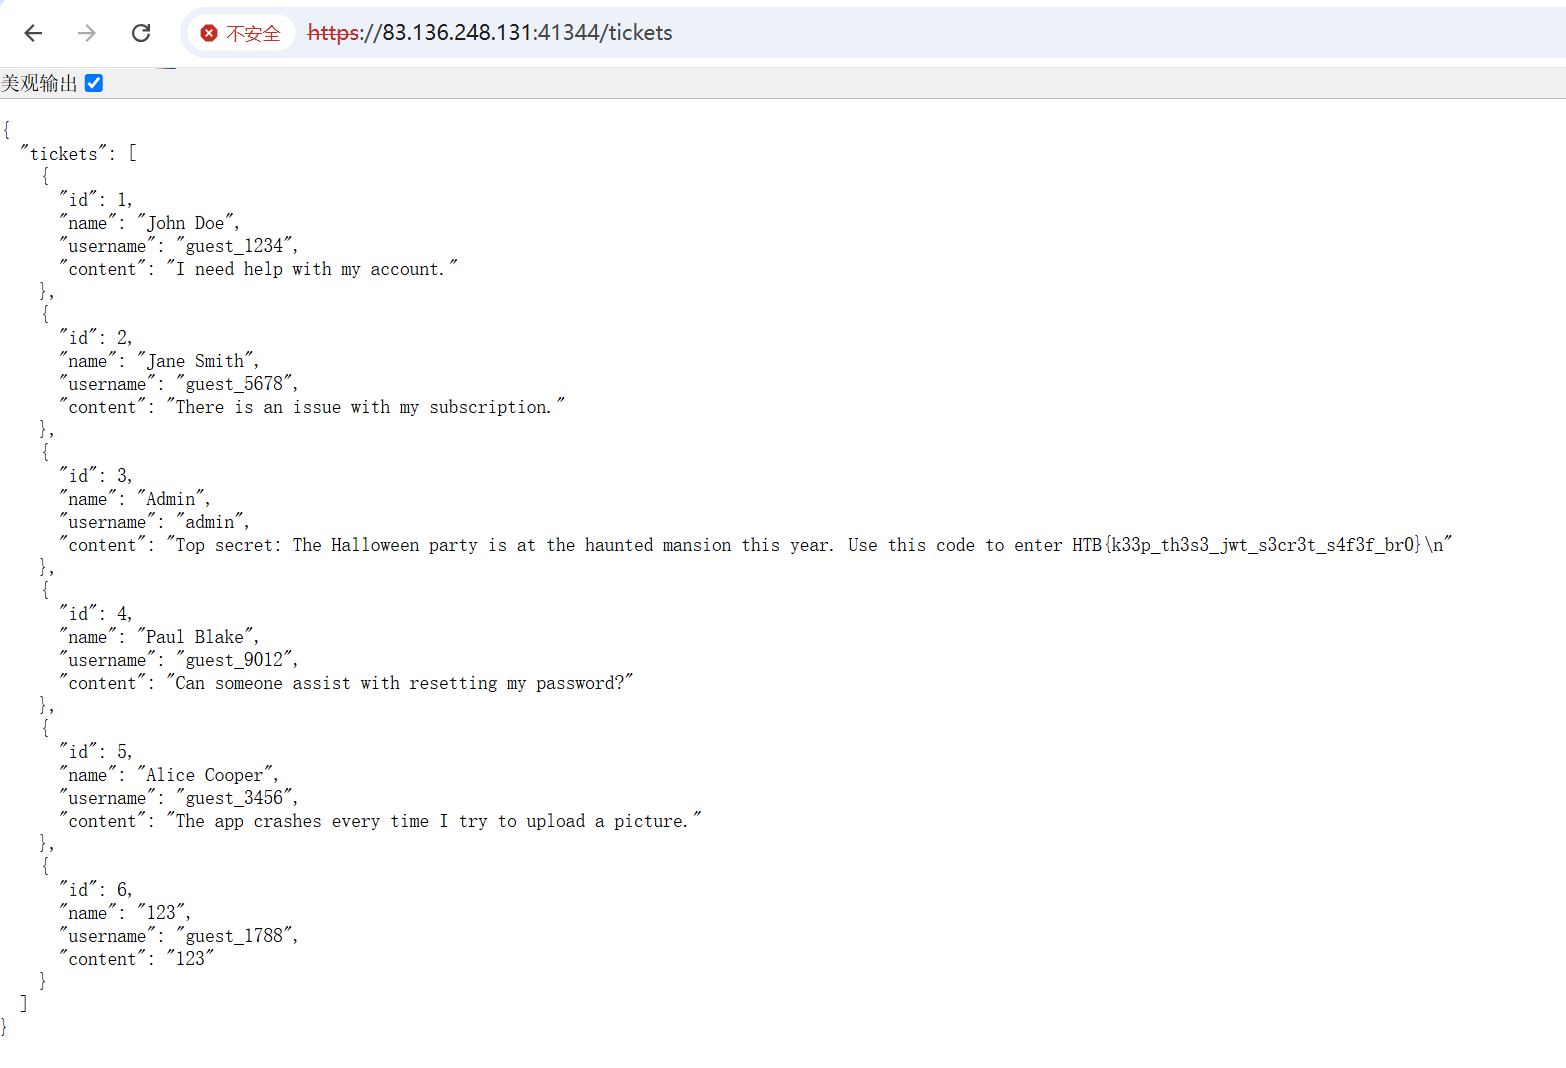 不安全 https://83.136.248.131:41344/tickets
美观输出
{
"tickets": [
{
"id": 1,
"name": "John Doe",
"username": "guest_1234",
"content": "I need help with my account."
},
{
"id": 2,
"name": "Jane Smith",
"username": "guest_5678",
"content": "There is an issue with my subscription."
},
{
"id": 3,
"name": "Admin",
"username": "admin",
"content": "Top secret: The Halloween party is at the haunted mansion this year. Use this code to enter HTB{k33p_th3s3_jwt_s3cr3t_s4f3f_br0}\n"
},
{
"id": 4,
"name": "Paul Blake",
"username": "guest_9012",
"content": "Can someone assist with resetting my password?"
},
{
"id": 5,
"name": "Alice Cooper",
"username": "guest_3456",
"content": "The app crashes every time I try to upload a picture."
},
{
"id": 6,
"name": "123",
"username": "guest_1788",
"content": "123"
}
]
}